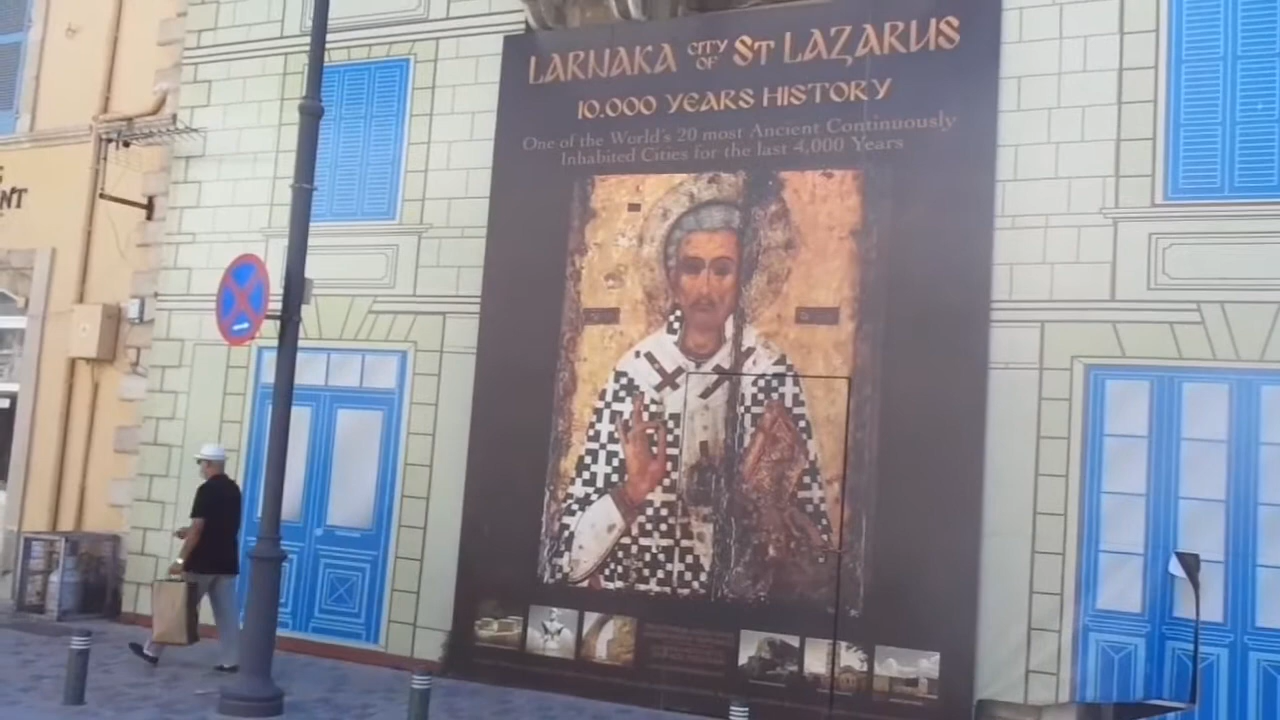 LARNAKA CITY OF ST LAZARUS
10.000 YEARS HISTORY
One of the World's 20 most Ancient Continuously
Inhabited Cities for the last 4,000 Years
NT